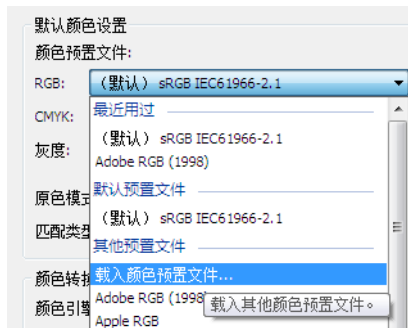 默认颜色设置
颜色预置文件:
RGB: （默认）sRGB IEC61966-2.1
CMYK: 最近用过
（默认）sRGB IEC61966-2.1
灰度:
Adobe RGB (1998)
默认预置文件
原色模式
（默认）sRGB IEC61966-2.1
匹配类型
其他预置文件
载入颜色预置文件...
颜色转换
Adobe RGB (1998)
载入其他颜色预置文件。
颜色引擎
Apple RGB